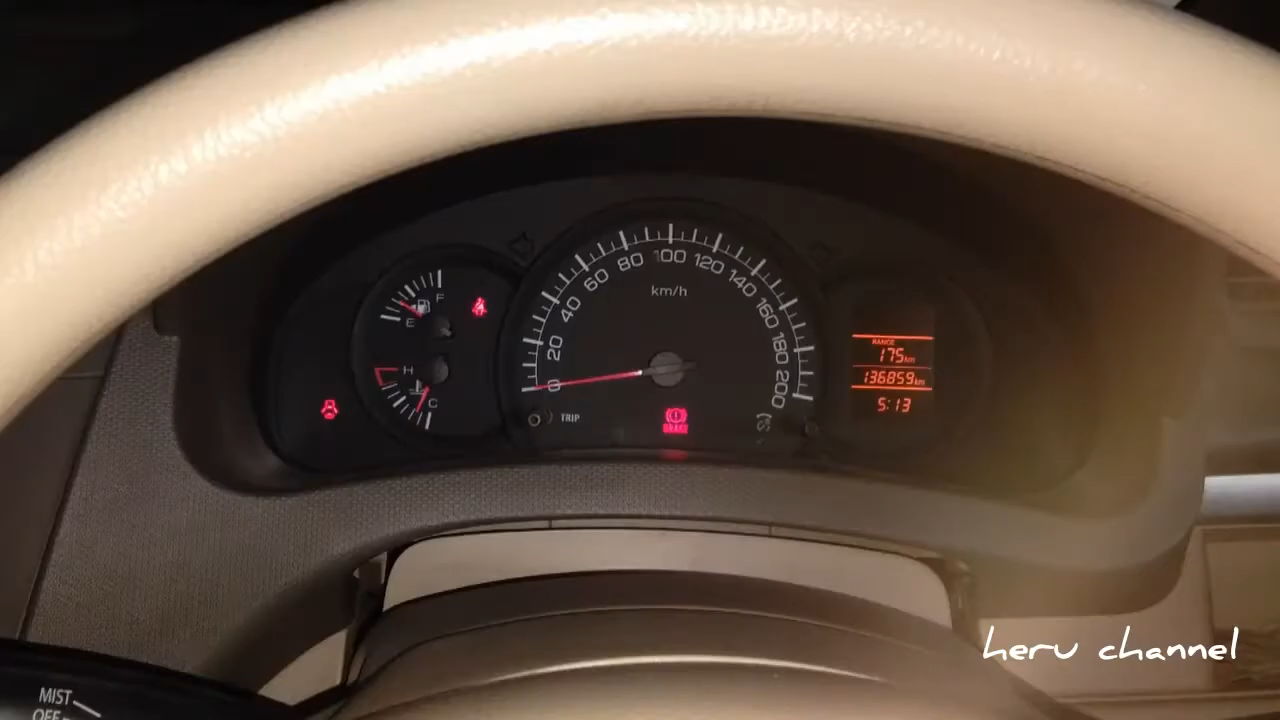 F
E
H
C
0
20
40
60
80
100
120
140
160
180
200
km/h
TRIP
BRAKE
RANGE
175km
136859km
5:13
MIST
OFF
heru channel